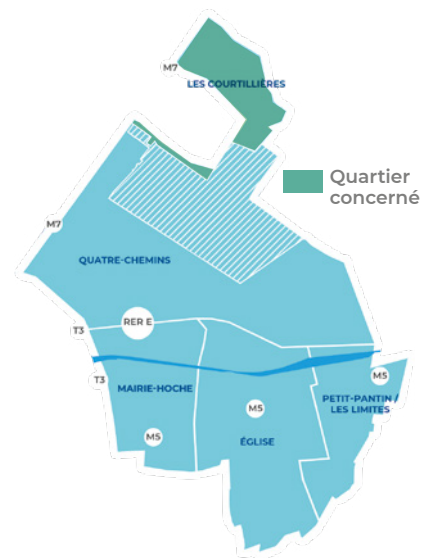 M7
LES COURTILLIÈRES
Quartier
concerné
M7
QUATRE-CHEMINS
RER E
T3
T3
M5
MAIRIE-HOCHE
PETIT-PANTIN /
LES LIMITES
M5
M5
ÉGLISE